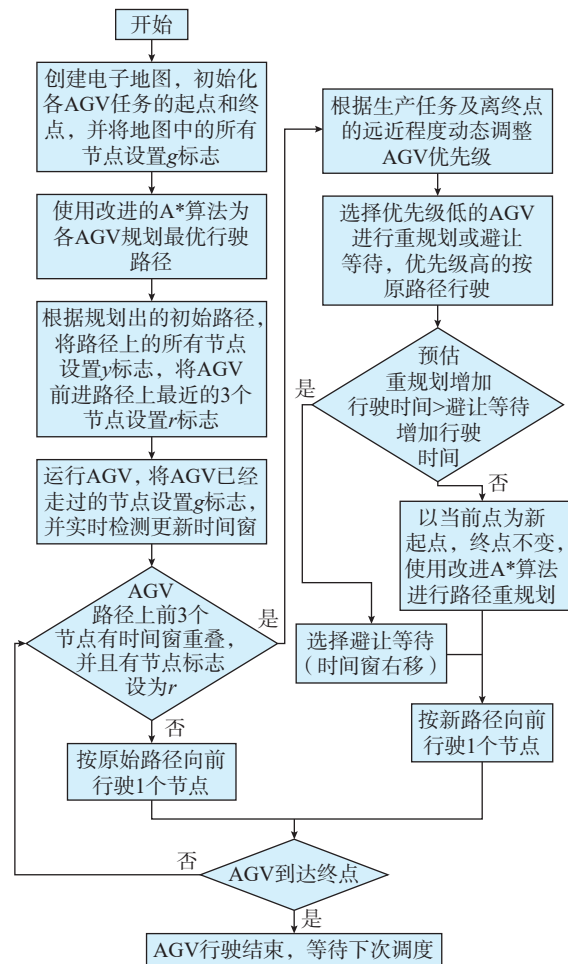 开始
创建电子地图，初始化
各AGV任务的起点和终
点，并将地图中的所有
节点设置g标志
使用改进的A*算法为
各AGV规划最优行驶
路径
根据规划出的初始路径，
将路径上的所有节点
设置y标志，将AGV
前进路径上最近的3个
节点设置r标志
运行AGV，将AGV已经
走过的节点设置g标志，
并实时检测更新时间窗
AGV
路径上前3个
节点有时间窗重叠，
并且有节点标志
设为r
是
否
按原始路径向前
行驶1个节点
根据生产任务及离终点
的远近程度动态调整
AGV优先级
选择优先级低的AGV
进行重规划或避让
等待，优先级高的按
原路径行驶
预估
重规划增加
行驶时间>避让等待
增加行驶
时间
是
否
以当前点为新
起点，终点不变，
使用改进A*算法
进行路径重规划
选择避让等待
（时间窗右移）
按新路径向前
行驶1个节点
AGV到达终点
否
是
AGV行驶结束，等待下次调度